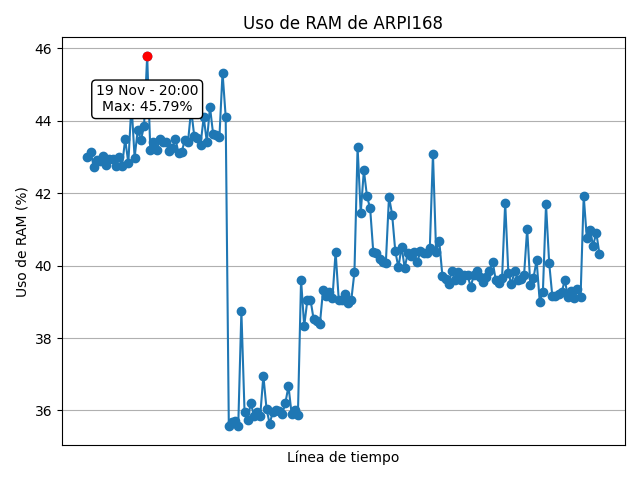 Uso de RAM de ARPI168
46
44
42
40
38
36
Uso de RAM (%)
19 Nov - 20:00
Max: 45.79%
Línea de tiempo